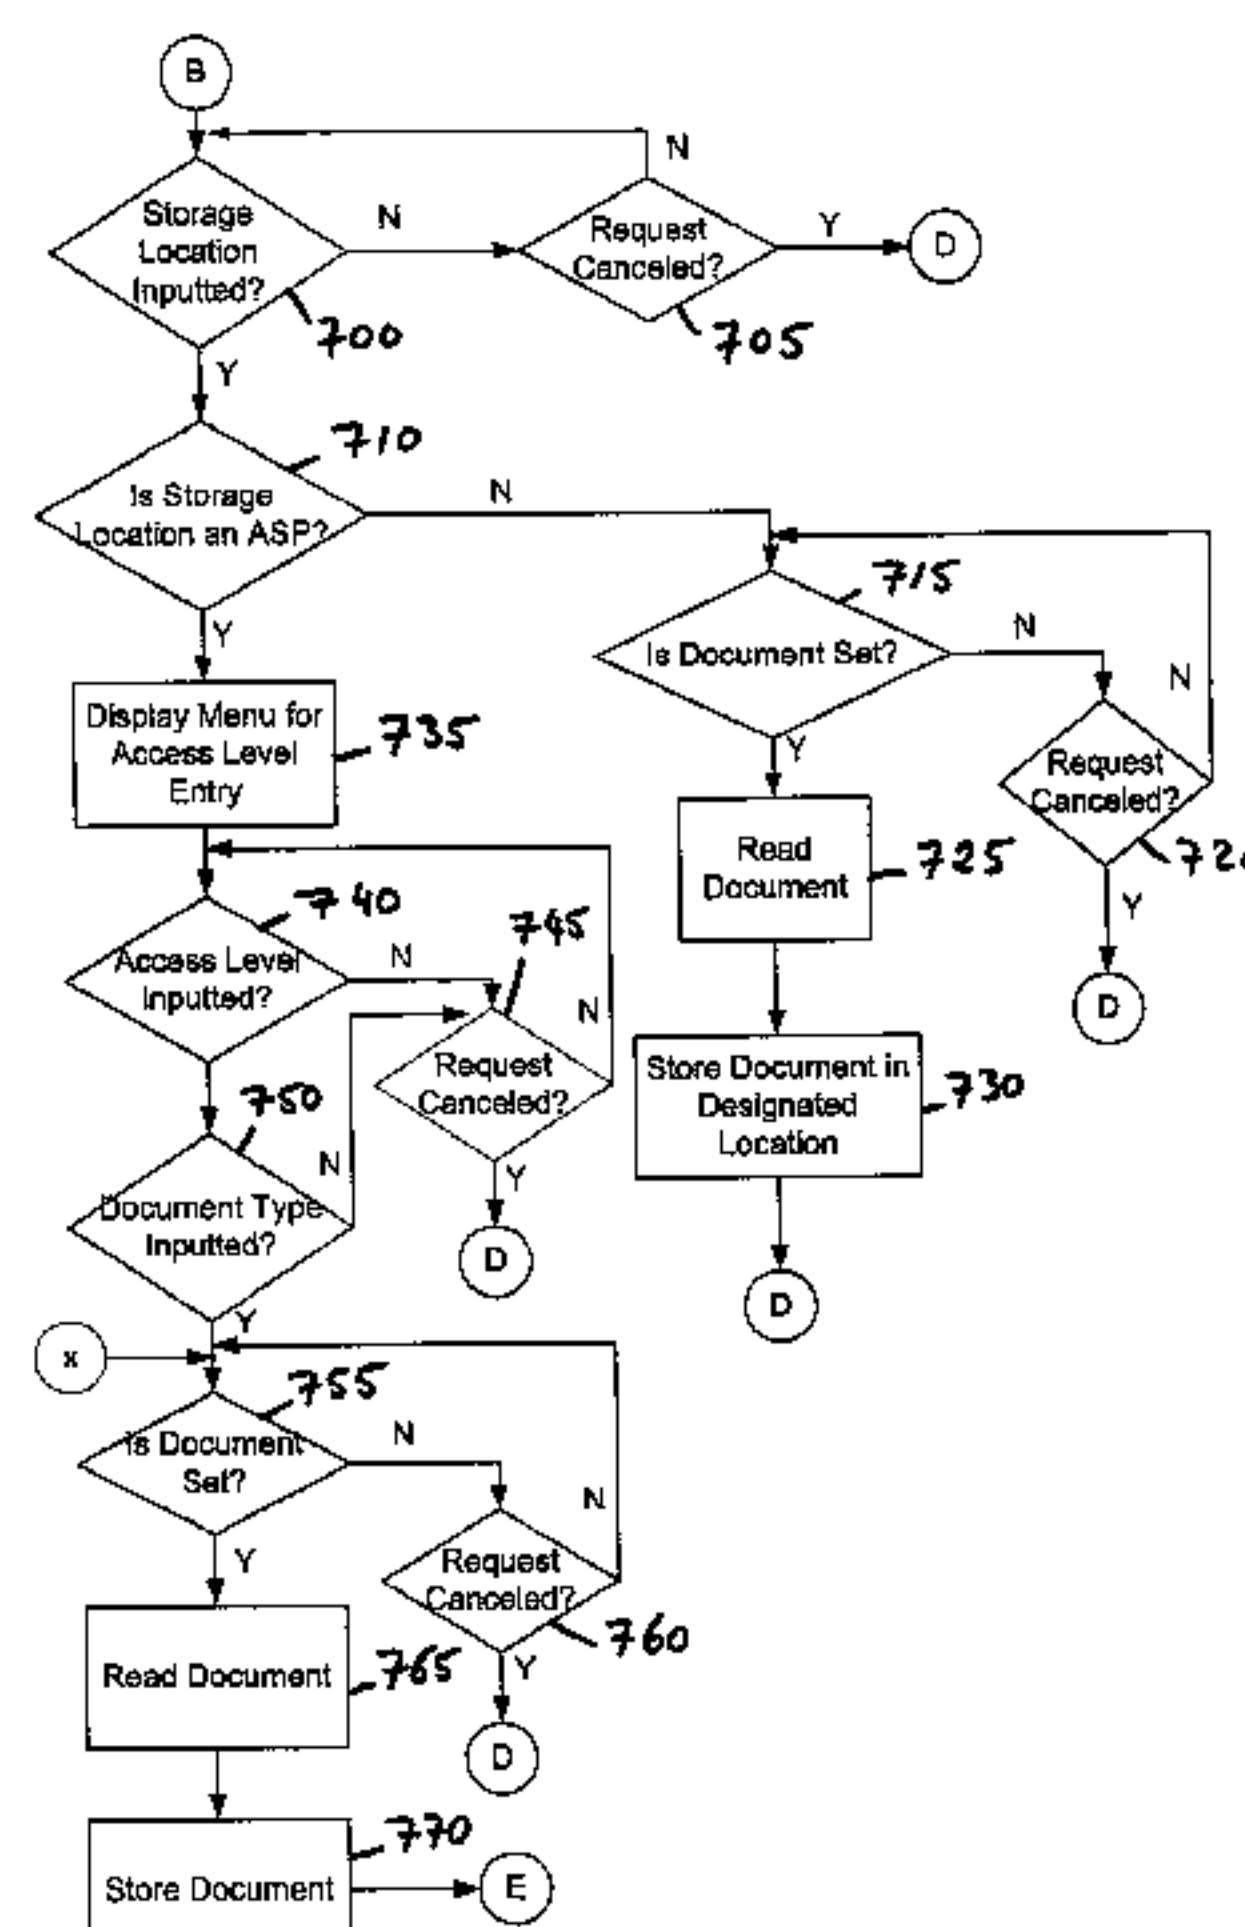 B
N
Storage
Location
Inputted?
N
Request
Canceled?
Y
D
700
705
Y
710
Is Storage
Location an ASP?
N
715
Y
Is Document Set?
N
N
Display Menu for
Access Level
Entry
735
Y
Request
Canceled?
Read
Document
725
Y
740
745
Access Level
Inputted?
N
N
D
Request
Canceled?
Store Document in
Designated
Location
730
750
N
Y
Document Type
Inputted?
D
D
Y
x
755
Is Document
Set?
N
N
Y
Request
Canceled?
760
Read Document
765
Y
D
770
Store Document
E